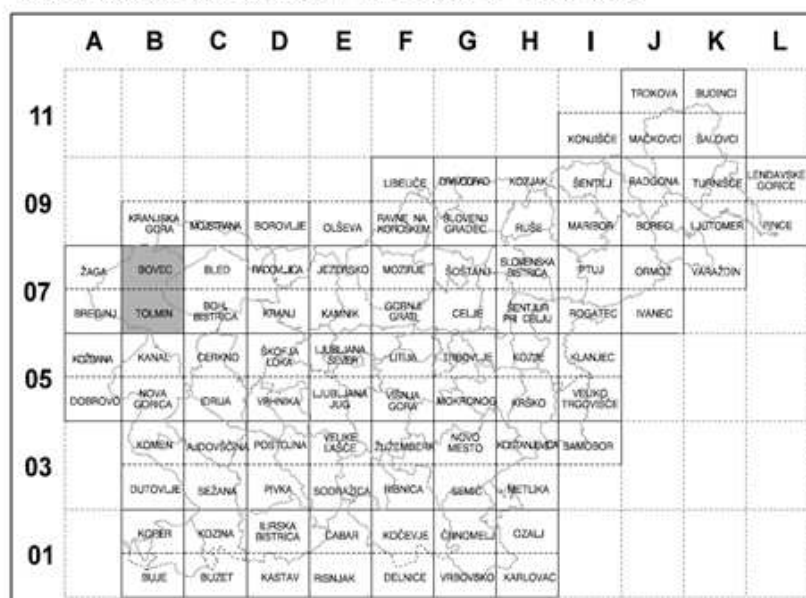 A B C D E F G H I J K L
11
TROKOVA BUDINCI
KONJIŠČE MAČKOVCI ŠALOVCI
09
LIBELIČE DRAVOGRAD KOZJAK ŠENTILJ RADGONA TURNIŠČE LENDAVSKE GORICE
KRANJSKA GORA MOJSTRANA BOROVLJE OLŠEVA RAVNE NA KOROŠKEM SLOVENJ GRADEC RUŠE MARIBOR BORECI LJUTOMER PINCE
07
ŽAGA BOVEC BLED RADOVLJICA JEZERSKO MOZIRJE ŠOŠTANJ SLOVENSKA BISTRICA PTUJ ORMOŽ VARAŽDIN
BREGINJ TOLMIN BOHI. BISTRICA KRANJ KAMNIK GORNJI GRAD CELJE ŠENTJUR PRI CELJU ROGATEC IVANEC
05
KOŽBANA KANAL CERKNO ŠKOFJA LOKA LJUBLJANA SEVER LITIJA TRBOVLJE KOZJE KLANJEC
DOBROVO NOVA GORICA IDRIJA VRHNIKA LJUBLJANA JUG VIŠNJA GORA MOKRONOG KRŠKO VELIKO TRGOVIŠČE
03
KOMEN AJDOVŠČINA POSTOJNA VELIKE LAŠČE ŽUŽEMBERK NOVO MESTO KOSTANJEVICA SAMOBOR
DUTOVLJE SEŽANA PIVKA SODRAŽICA RIBNICA SEMIČ METLIKA
01
KOPER KOZINA ILIRSKA BISTRICA ČABAR KOČEVJE ČRNOMELJ OZALJ
BUJE BUZET KASTAV RISNJAK DELNICE VRBOVSKO KARLOVAC